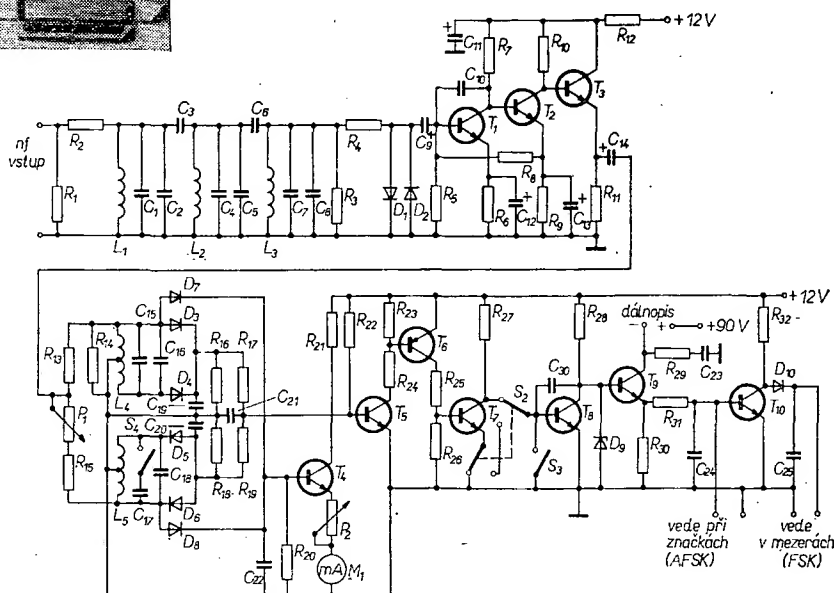 +12V
R12
C11
R7
R10
C10
T1
T2
T3
nf
vstup
R2
C3
C6
R4
C9
R8
C14
R1
L1
C1
C2
L2
C4
C5
L3
C7
C8
R3
D1
D2
R5
R6
C12
R9
C13
R11
D7
C15
D3
R13
R14
C16
R16
R17
D4
C19
C21
L4
P1
S4
C20
D5
R15
C18
L5
C17
D6
R18
R19
D8
C22
R20
R21
R22
T4
P2
mA
M1
T5
R23
R24
T6
R25
R26
R27
T7
S2
S3
C30
R28
T8
D9
dálnopis
- + +90V
R29
C23
T9
R30
R31
C24
+12V
R32
D10
T10
C25
vede při
značkách
(AFSK)
vede
v mezerách
(FSK)